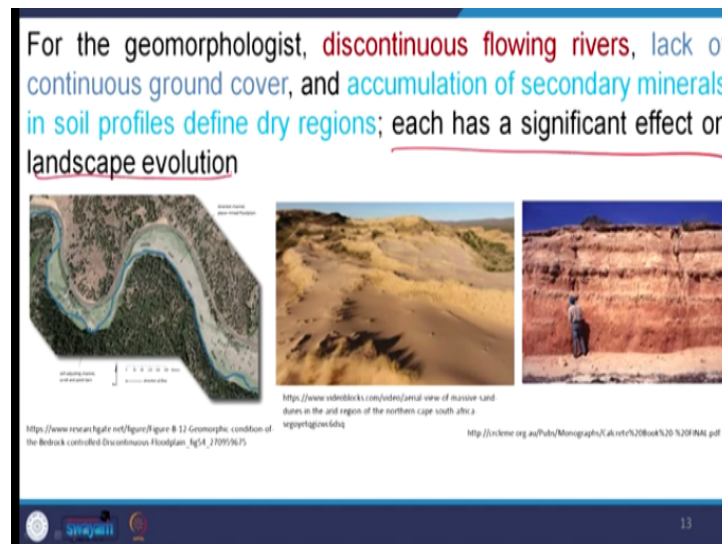 For the geomorphologist, discontinuous flowing rivers, lack o
continuous ground cover, and accumulation of secondary minerals
in soil profiles define dry regions; each has a significant effect on
landscape evolution
https://www.researchgate.net/figure/Figure-B-12-Geomorphic-condition-of
the-Bedrock-controlled-Discontinuous-Floodplain_fig54_270959675
https://www.videoblocks.com/video/aerial-view-of-massive-sand
dunes-in-the-arid-region-of-the-northern-cape-south-africa
http://crcleme.org.au/Pubs/Monographs/Calcrete%20Book%20%20FINAL.pdf
swayam
13